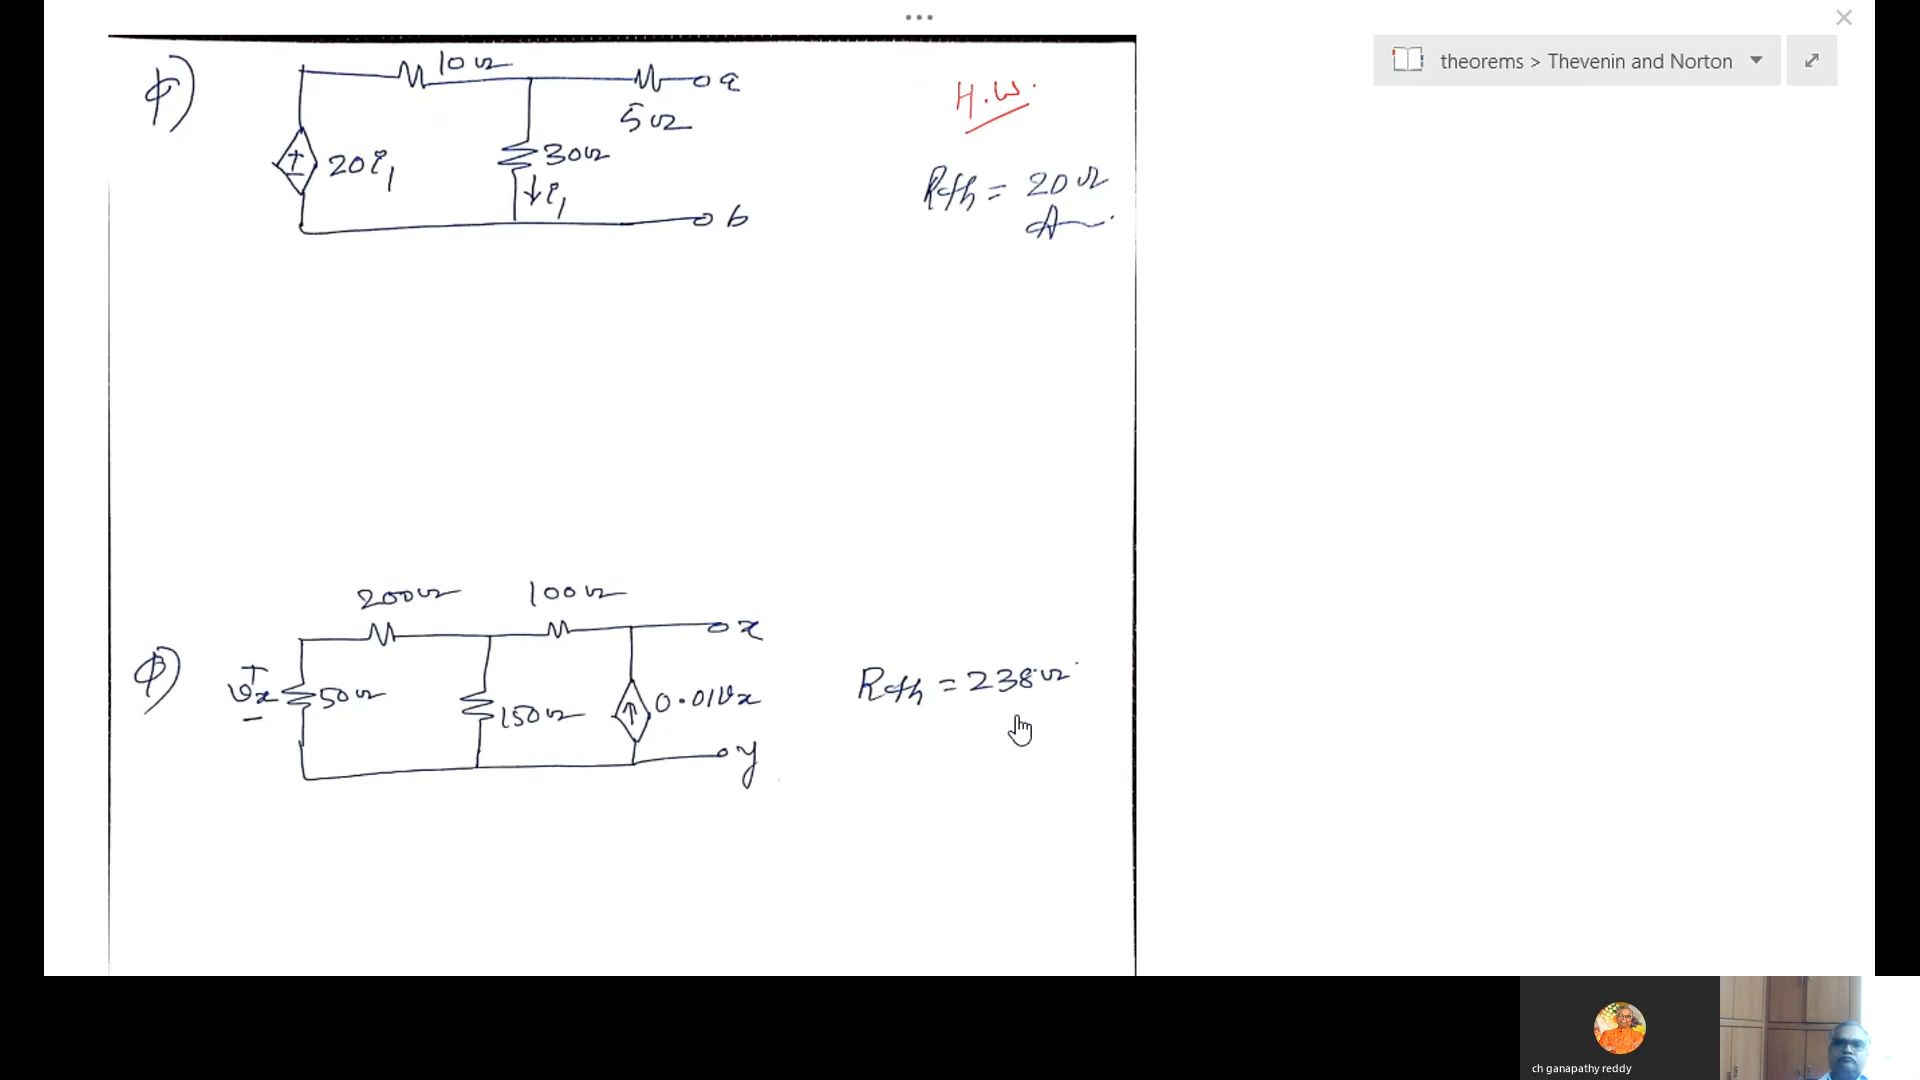 theorems > Thevenin and Norton
10Ω
a
5Ω
H.W.
20i₁
30Ω
i₁
b
Rth = 20Ω
200Ω
100Ω
x
+
vx
-
50Ω
150Ω
0.01vx
y
Rth = 238Ω
ch ganapathy reddy